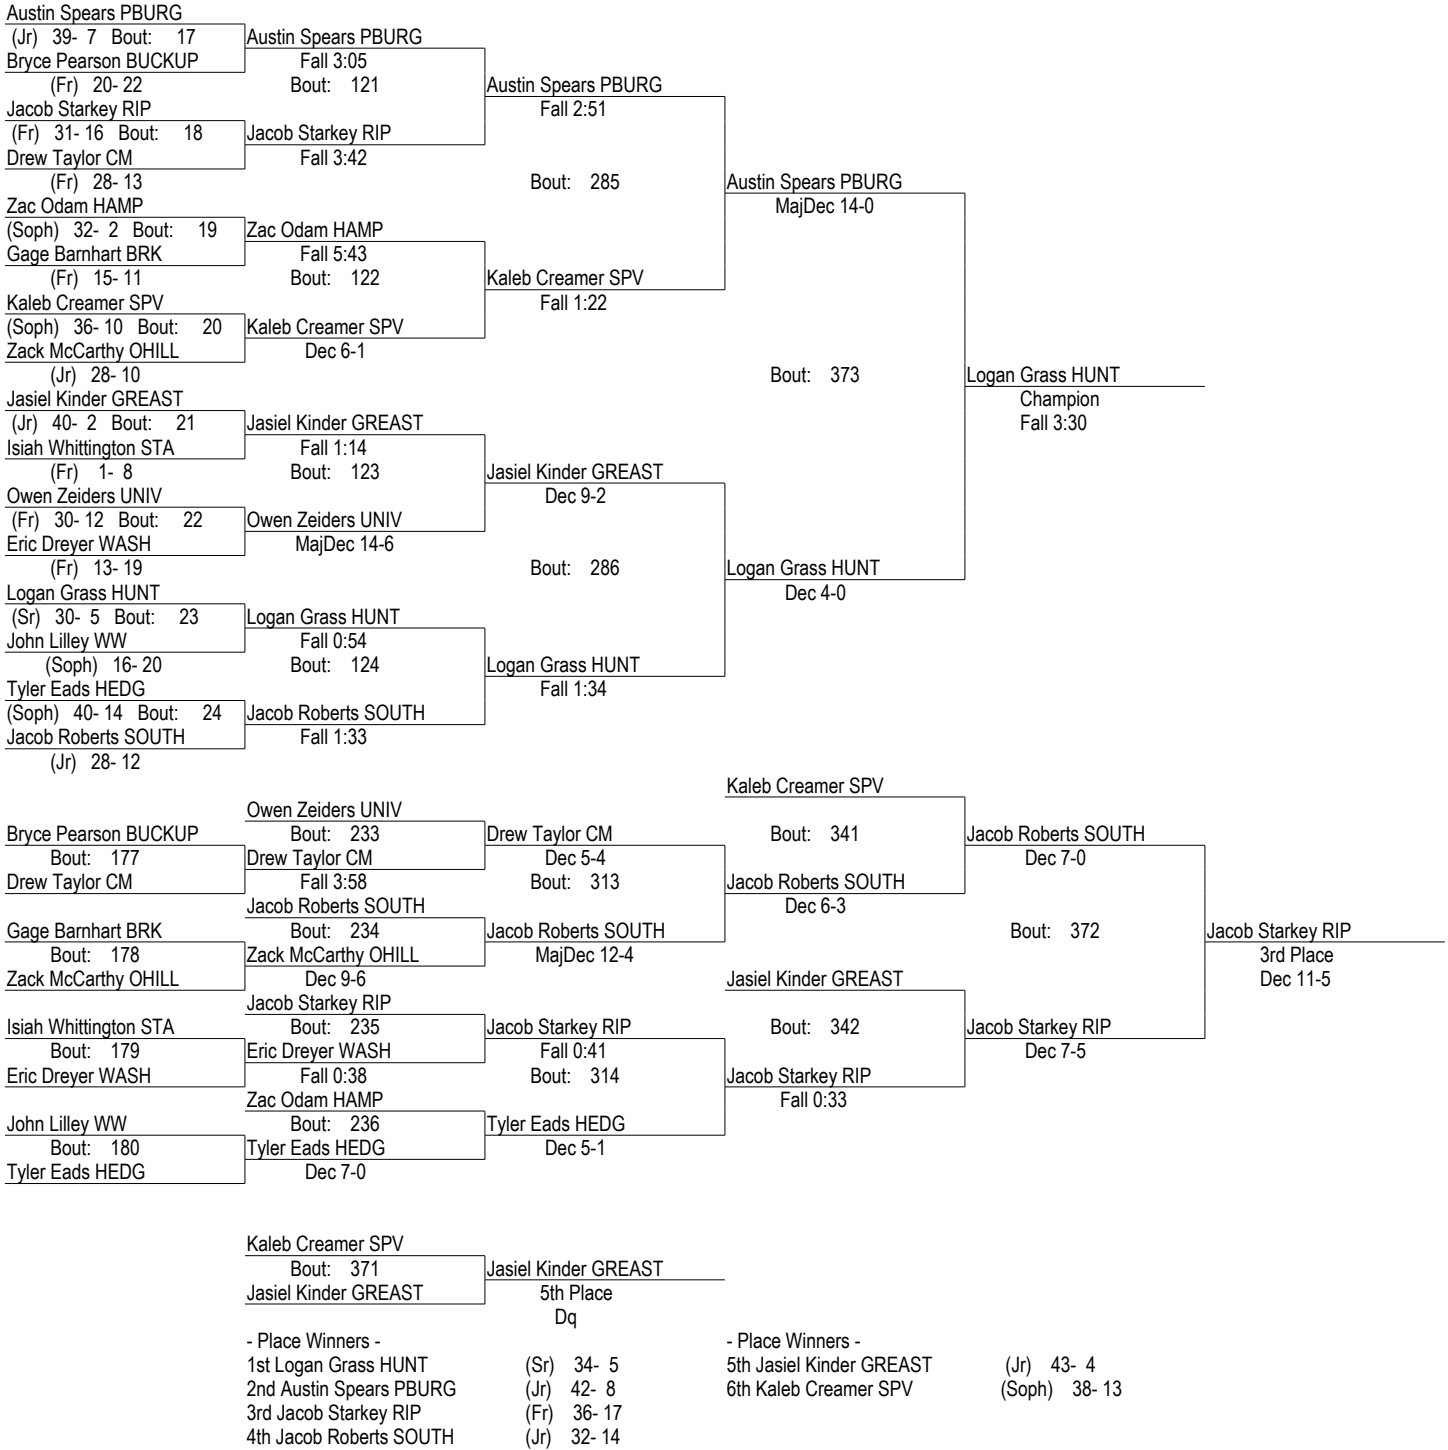 Austin Spears PBURG
(Jr) 39- 7 Bout: 17 Austin Spears PBURG
Bryce Pearson BUCKUP Fall 3:05
(Fr) 20- 22 Bout: 121 Austin Spears PBURG
Jacob Starkey RIP Fall 2:51
(Fr) 31- 16 Bout: 18 Jacob Starkey RIP
Drew Taylor CM Fall 3:42
(Fr) 28- 13 Bout: 285 Austin Spears PBURG
Zac Odam HAMP MajDec 14-0
(Soph) 32- 2 Bout: 19 Zac Odam HAMP
Gage Barnhart BRK Fall 5:43
(Fr) 15- 11 Bout: 122 Kaleb Creamer SPV
Kaleb Creamer SPV Fall 1:22
(Soph) 36- 10 Bout: 20 Kaleb Creamer SPV
Zack McCarthy OHILL Dec 6-1
(Jr) 28- 10 Bout: 373 Logan Grass HUNT
Jasiel Kinder GREAST Champion
(Jr) 40- 2 Bout: 21 Jasiel Kinder GREAST Fall 3:30
Isiah Whittington STA Fall 1:14
(Fr) 1- 8 Bout: 123 Jasiel Kinder GREAST
Owen Zeiders UNIV Dec 9-2
(Fr) 30- 12 Bout: 22 Owen Zeiders UNIV
Eric Dreyer WASH MajDec 14-6
(Fr) 13- 19 Bout: 286 Logan Grass HUNT
Logan Grass HUNT Dec 4-0
(Sr) 30- 5 Bout: 23 Logan Grass HUNT
John Lilley WW Fall 0:54
(Soph) 16- 20 Bout: 124 Logan Grass HUNT
Tyler Eads HEDG Fall 1:34
(Soph) 40- 14 Bout: 24 Jacob Roberts SOUTH
Jacob Roberts SOUTH Fall 1:33
(Jr) 28- 12
Kaleb Creamer SPV
Owen Zeiders UNIV
Bryce Pearson BUCKUP Bout: 233 Drew Taylor CM Bout: 341 Jacob Roberts SOUTH
Bout: 177 Drew Taylor CM Dec 5-4 Dec 7-0
Drew Taylor CM Fall 3:58 Bout: 313 Jacob Roberts SOUTH
Jacob Roberts SOUTH Dec 6-3
Gage Barnhart BRK Bout: 234 Jacob Roberts SOUTH Bout: 372 Jacob Starkey RIP
Bout: 178 Zack McCarthy OHILL MajDec 12-4 3rd Place
Zack McCarthy OHILL Dec 9-6 Jasiel Kinder GREAST Dec 11-5
Jacob Starkey RIP
Isiah Whittington STA Bout: 235 Jacob Starkey RIP Bout: 342 Jacob Starkey RIP
Bout: 179 Eric Dreyer WASH Fall 0:41 Dec 7-5
Eric Dreyer WASH Fall 0:38 Bout: 314 Jacob Starkey RIP
Zac Odam HAMP Fall 0:33
John Lilley WW Bout: 236 Tyler Eads HEDG
Bout: 180 Tyler Eads HEDG Dec 5-1
Tyler Eads HEDG Dec 7-0
Kaleb Creamer SPV
Bout: 371 Jasiel Kinder GREAST
Jasiel Kinder GREAST 5th Place
Dq
- Place Winners - - Place Winners -
1st Logan Grass HUNT (Sr) 34- 5 5th Jasiel Kinder GREAST (Jr) 43- 4
2nd Austin Spears PBURG (Jr) 42- 8 6th Kaleb Creamer SPV (Soph) 38- 13
3rd Jacob Starkey RIP (Fr) 36- 17
4th Jacob Roberts SOUTH (Jr) 32- 14